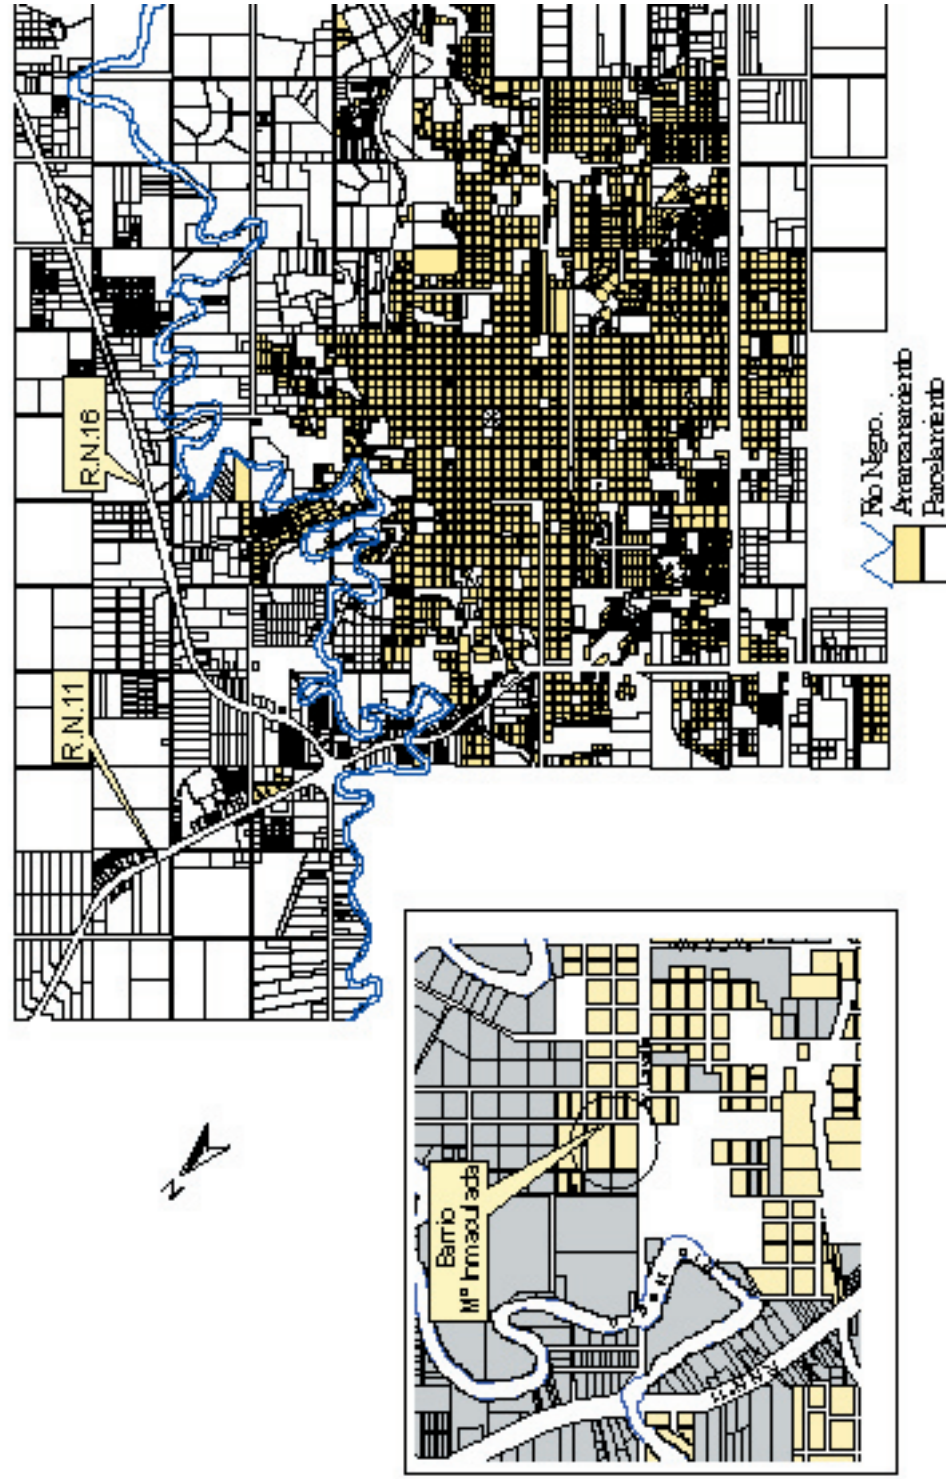 R.N.16
R.N.11
Río Negro.
Amanzanamiento
Parcelamiento
N
Barrio
Mª Inmaculada